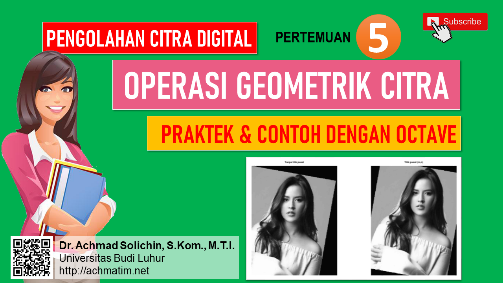 PENGOLAHAN CITRA DIGITAL
PERTEMUAN 5
Subscribe
OPERASI GEOMETRIK CITRA
PRAKTEK & CONTOH DENGAN OCTAVE
Dr. Achmad Solichin, S.Kom., M.T.I.
Universitas Budi Luhur
http://achmatim.net